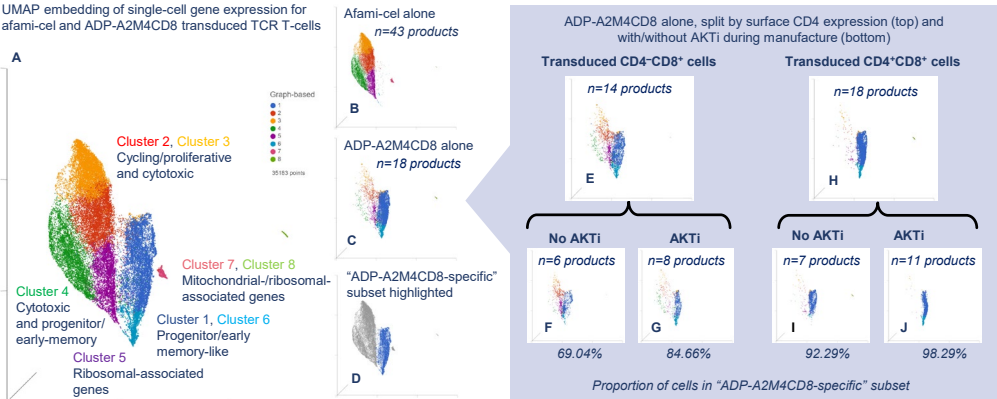 UMAP embedding of single-cell gene expression for
afami-cel and ADP-A2M4CD8 transduced TCR T-cells
A
Graph-based
1
2
3
4
5
6
7
8
35163 points
Cluster 2, Cluster 3
Cycling/proliferative
and cytotoxic
Cluster 7, Cluster 8
Mitochondrial-/ribosomal-
associated genes
Cluster 4
Cytotoxic
and progenitor/
early-memory
Cluster 1, Cluster 6
Progenitor/early
memory-like
Cluster 5
Ribosomal-associated
genes
Afami-cel alone
n=43 products
B
ADP-A2M4CD8 alone
n=18 products
C
“ADP-A2M4CD8-specific”
subset highlighted
D
ADP-A2M4CD8 alone, split by surface CD4 expression (top) and
with/without AKTi during manufacture (bottom)
Transduced CD4⁻CD8⁺ cells
n=14 products
E
Transduced CD4⁺CD8⁺ cells
n=18 products
H
No AKTi
n=6 products
F
69.04%
AKTi
n=8 products
G
84.66%
No AKTi
n=7 products
I
92.29%
AKTi
n=11 products
J
98.29%
Proportion of cells in “ADP-A2M4CD8-specific” subset